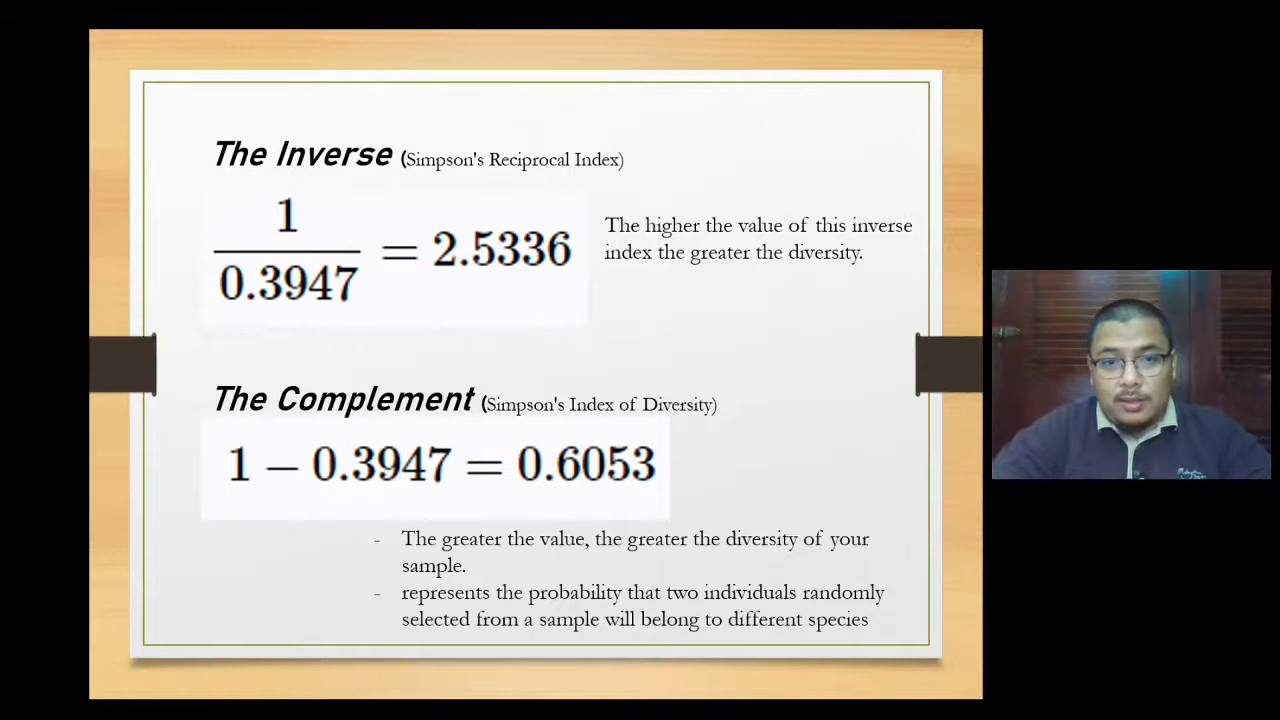 The Inverse (Simpson's Reciprocal Index)
1
0.3947
= 2.5336
The higher the value of this inverse
index the greater the diversity.
The Complement (Simpson's Index of Diversity)
1 − 0.3947 = 0.6053
- The greater the value, the greater the diversity of your
sample.
- represents the probability that two individuals randomly
selected from a sample will belong to different species